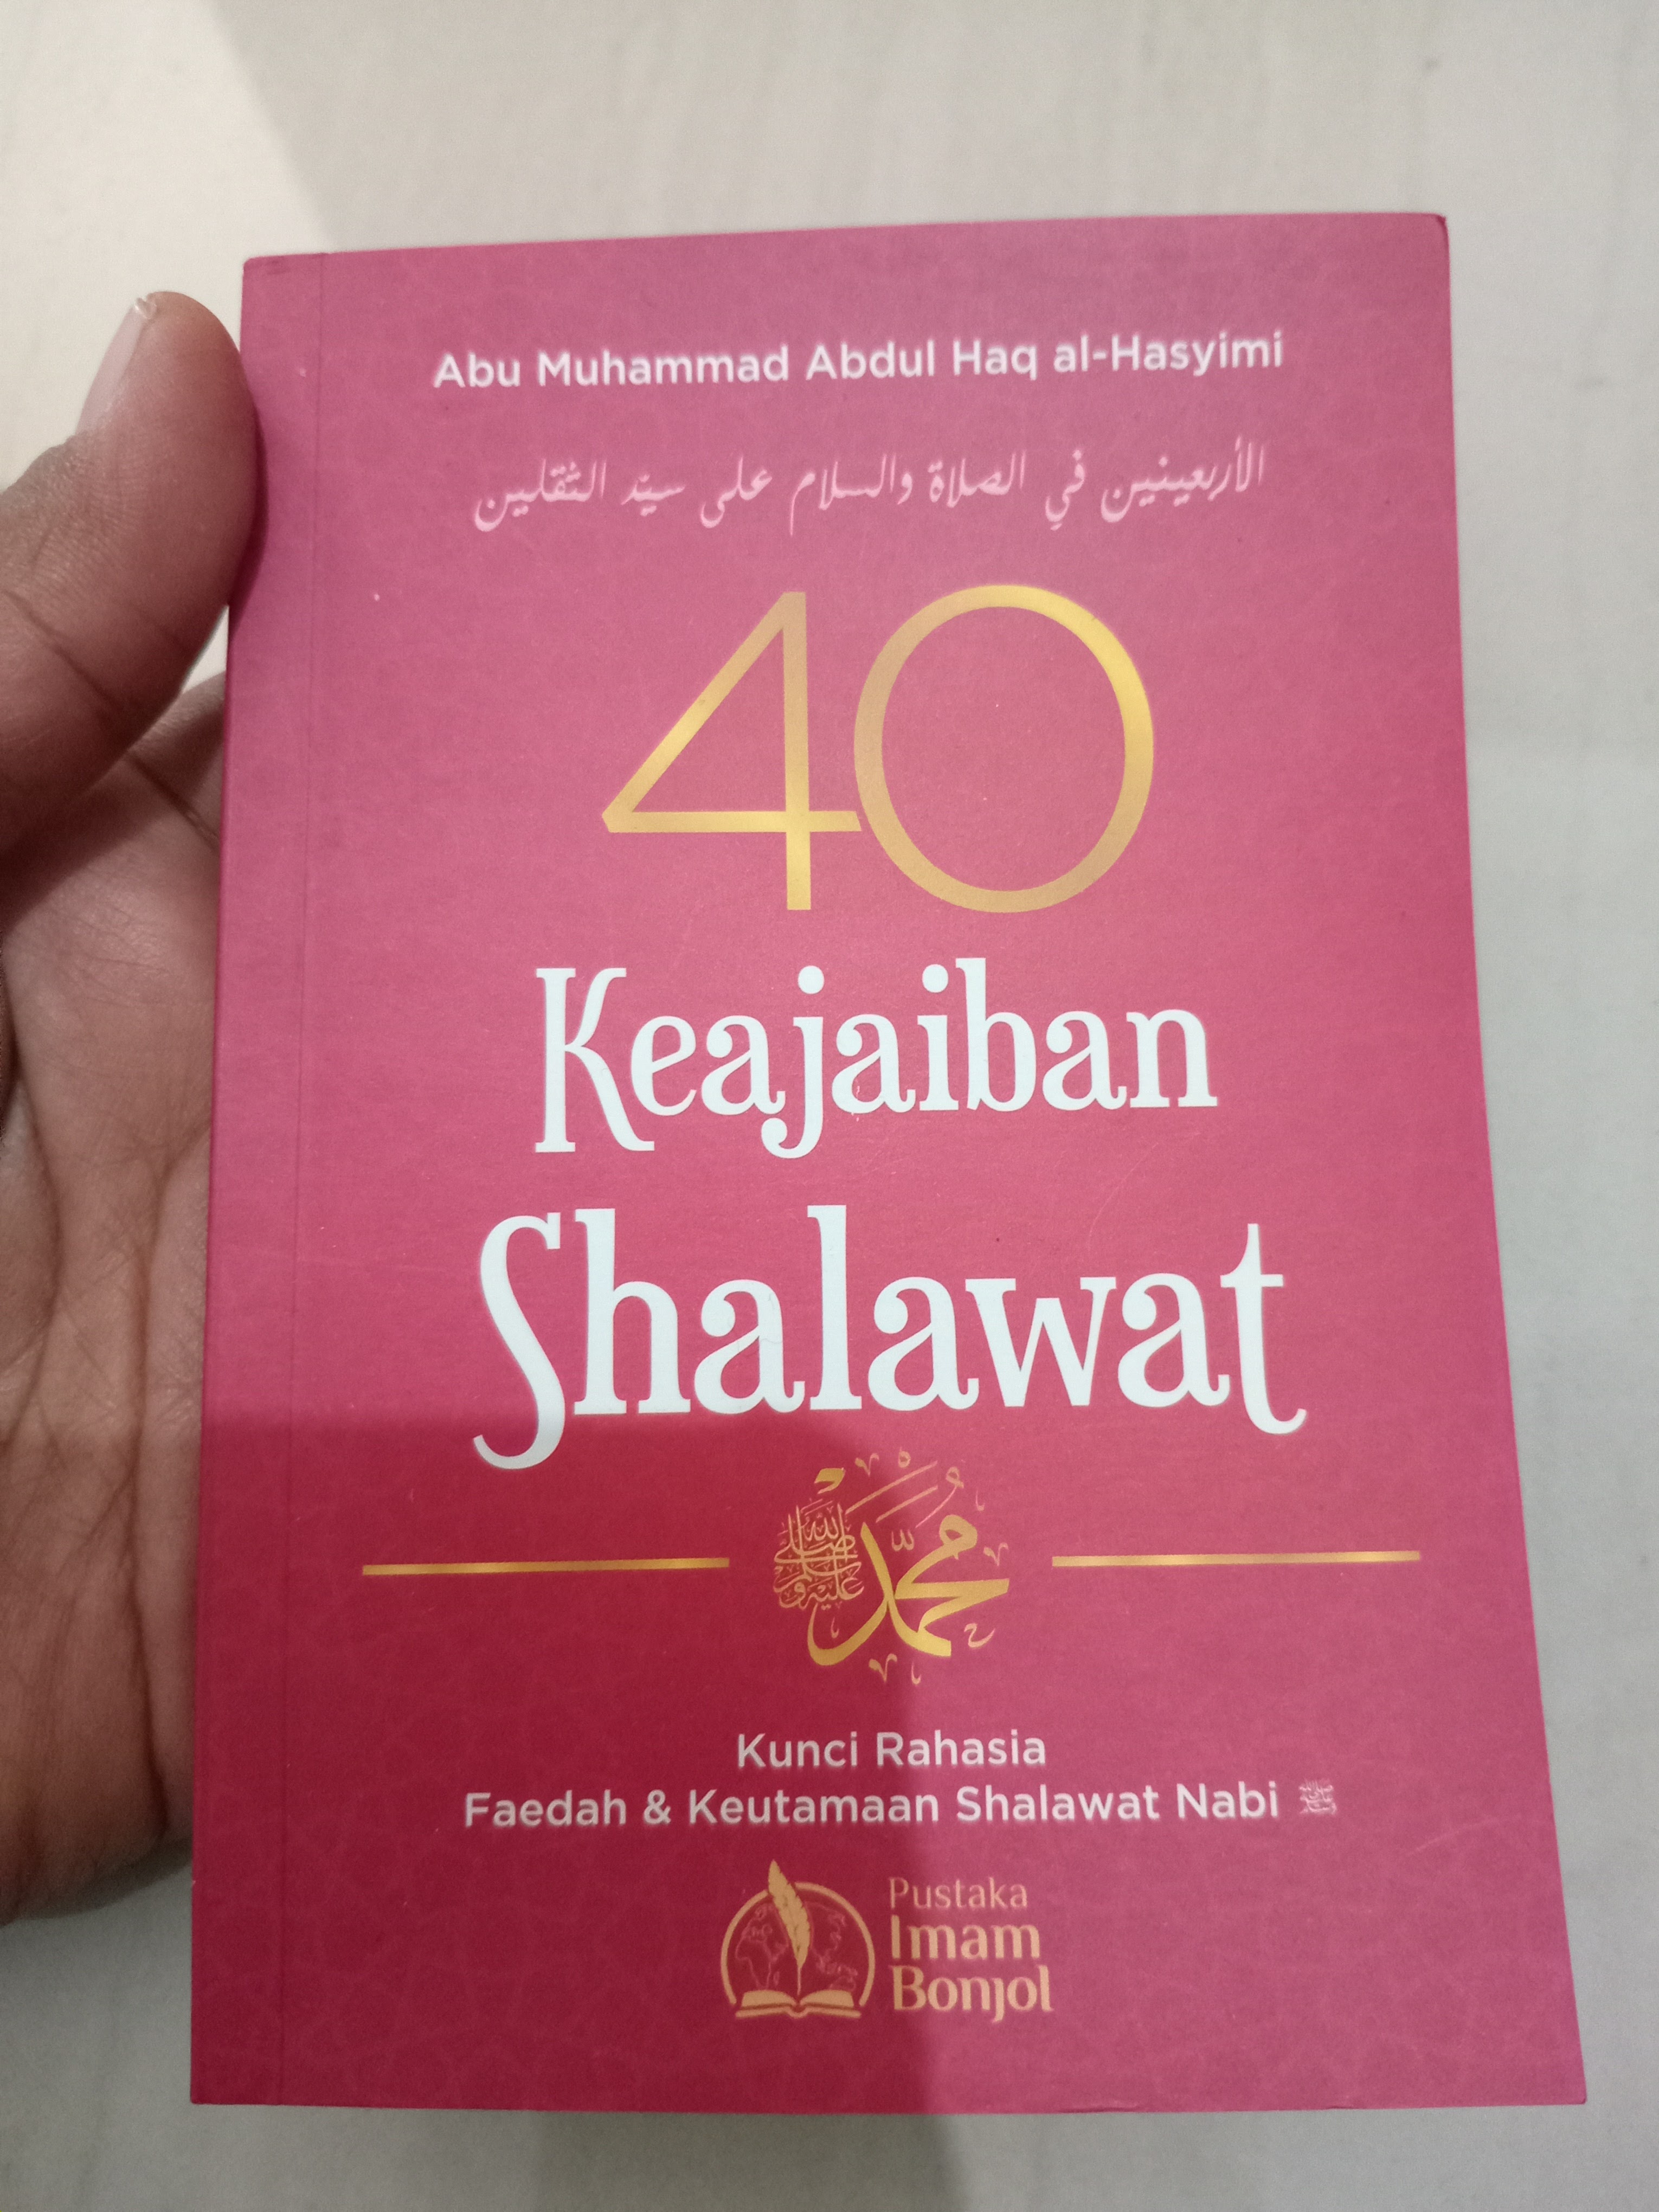 Abu Muhammad Abdul Haq al-Hasyimi
الأربعينين في الصلاة والسلام على سيّد الثقلين
40
Keajaiban
Shalawat
محمد صلى الله عليه وسلم
Kunci Rahasia
Faedah & Keutamaan Shalawat Nabi ﷺ
Pustaka
Imam
Bonjol